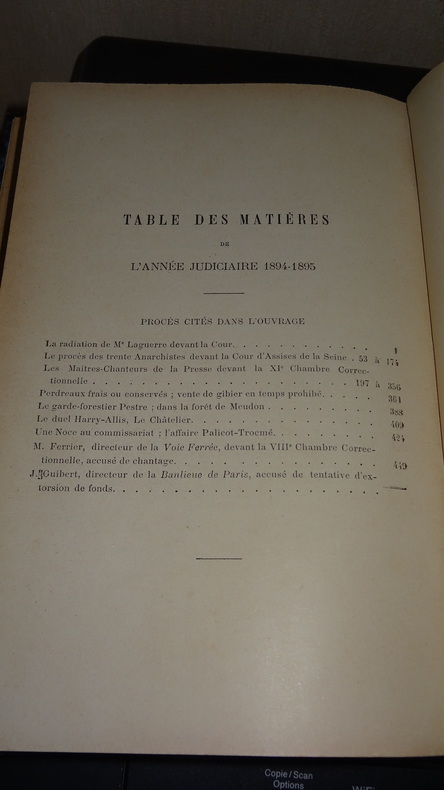 TABLE DES MATIÈRES
DE
L'ANNÉE JUDICIAIRE 1894-1895
PROCÈS CITÉS DANS L'OUVRAGE
La radiation de Me Laguerre devant la Cour. . . . . . . . . . . 1
Le procès des trente Anarchistes devant la Cour d'Assises de la Seine . 53 à 174
Les Maîtres-Chanteurs de la Presse devant la XIe Chambre Correc-
tionnelle . . . . . . . . . . . . . . . . . . . . 197 à 356
Perdreaux frais ou conservés ; vente de gibier en temps prohibé. . . . . 361
Le garde-forestier Pestre ; dans la forêt de Meudon . . . . . . . . 388
Le duel Harry-Allis, Le Châtelier. . . . . . . . . . . . . . . 409
Une Noce au commissariat ; l'affaire Palicot-Trocmé. . . . . . . . 424
M. Ferrier, directeur de la Voie Ferrée, devant la VIIIe Chambre Correc-
tionnelle, accusé de chantage. . . . . . . . . . . . . . . 449
J. Guibert, directeur de la Banlieue de Paris, accusé de tentative d'ex-
torsion de fonds. . . . . . . . . . . . . . . . . . . —
Copie/Scan
Options